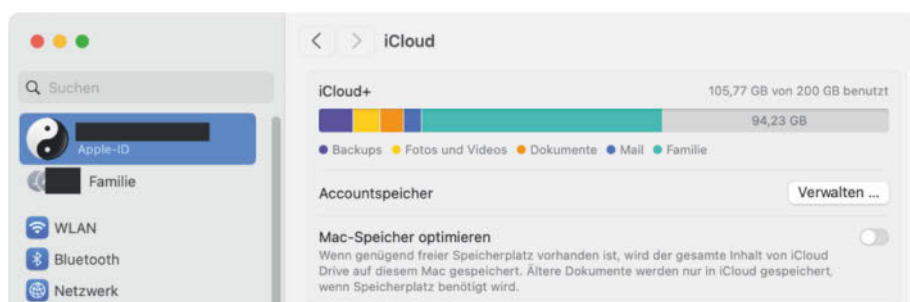 iCloud
Suchen
Apple-ID
Familie
WLAN
Bluetooth
Netzwerk
iCloud+ 105,77 GB von 200 GB benutzt
94,23 GB
Backups Fotos und Videos Dokumente Mail Familie
Accountspeicher Verwalten ...
Mac-Speicher optimieren
Wenn genügend freier Speicherplatz vorhanden ist, wird der gesamte Inhalt von iCloud
Drive auf diesem Mac gespeichert. Ältere Dokumente werden nur in iCloud gespeichert,
wenn Speicherplatz benötigt wird.